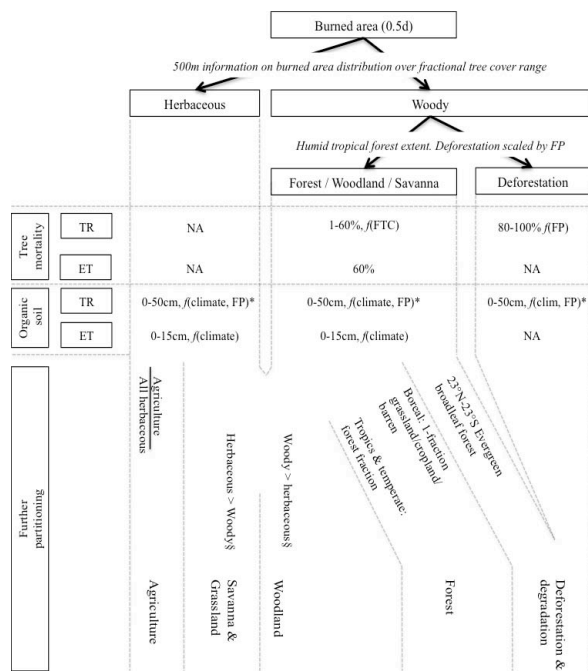 Burned area (0.5d)
500m information on burned area distribution over fractional tree cover range
Herbaceous
Woody
Humid tropical forest extent. Deforestation scaled by FP
Forest / Woodland / Savanna
Deforestation
Tree
mortality
TR
NA
1-60%, f(FTC)
80-100% f(FP)
ET
NA
60%
NA
Organic
soil
TR
0-50cm, f(climate, FP)*
0-50cm, f(climate, FP)*
0-50cm, f(clim, FP)*
ET
0-15cm, f(climate)
0-15cm, f(climate)
NA
Further
partitioning
Agriculture
All herbaceous
Herbaceous > Woody§
Woody > herbaceous§
Tropics & temperate:
forest fraction
Boreal: 1-fraction
grassland/cropland/
barren
23°N-23°S Evergreen
broadleaf forest
Agriculture
Savanna &
Grassland
Woodland
Forest
Deforestation &
degradation